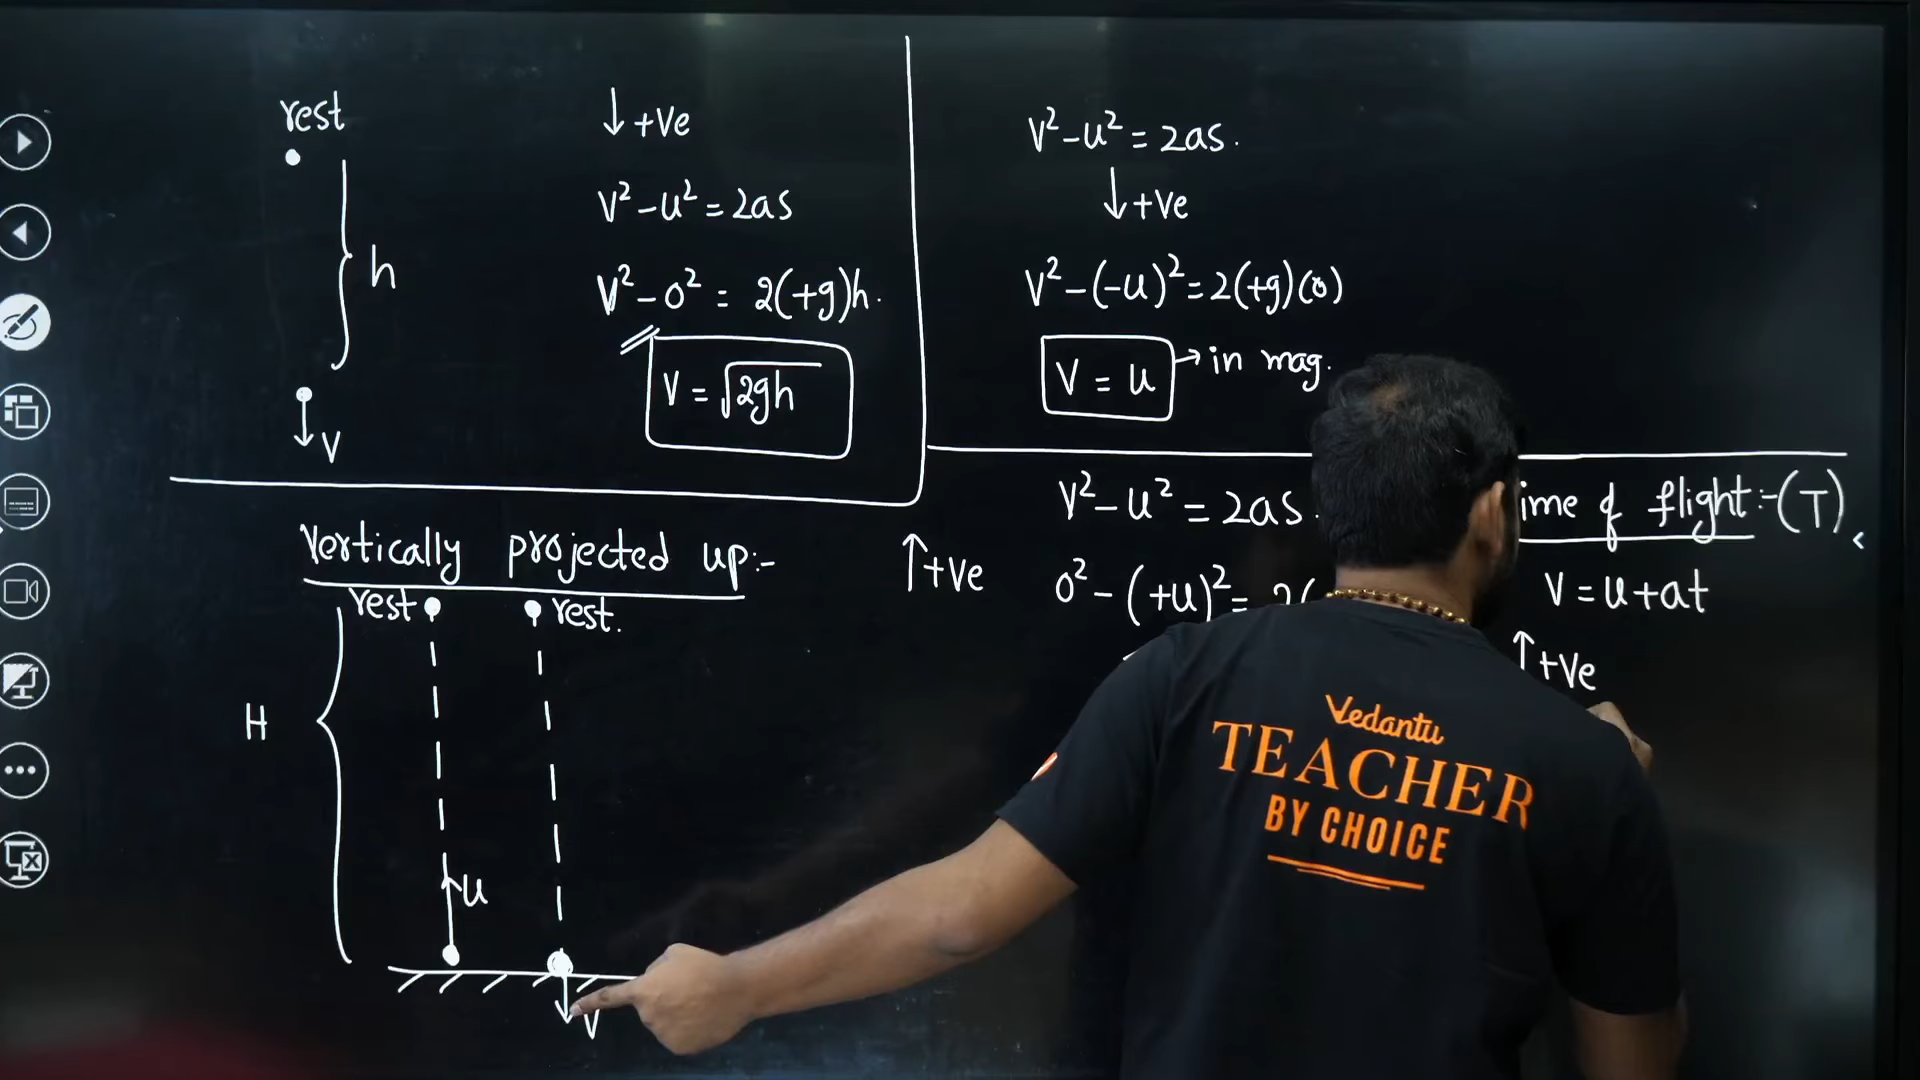 rest
h
V
↓ +ve
V² - u² = 2as
V² - 0² = 2(+g)h.
V = √2gh
V² - u² = 2as.
↓ +ve
V² - (-u)² = 2(+g)(0)
V = u → in mag.
Vertically projected up:-
rest
rest.
H
u
V
↑ +ve
V² - u² = 2as.
0² - (+u)² = 2(
ime of flight :- (T)
V = u + at
↑ +ve
Vedantu
TEACHER
BY CHOICE